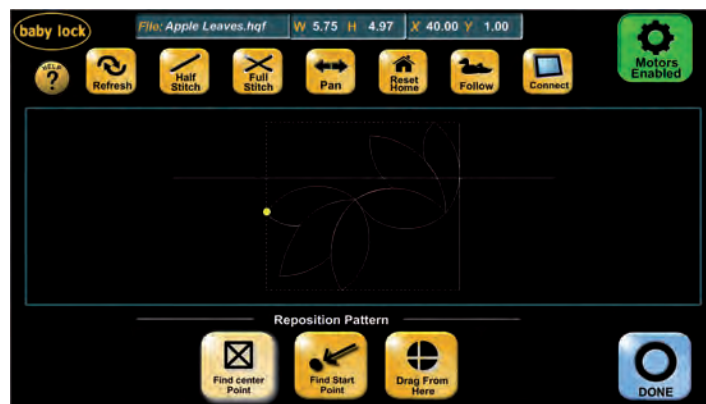 baby lock
File: Apple Leaves.hqf W 5.75 H 4.97 X 40.00 Y 1.00
HELP
?
Refresh
Half
Stitch
Full
Stitch
Pan
Reset
Home
Follow
Connect
Motors
Enabled
Reposition Pattern
Find center
Point
Find Start
Point
Drag From
Here
DONE